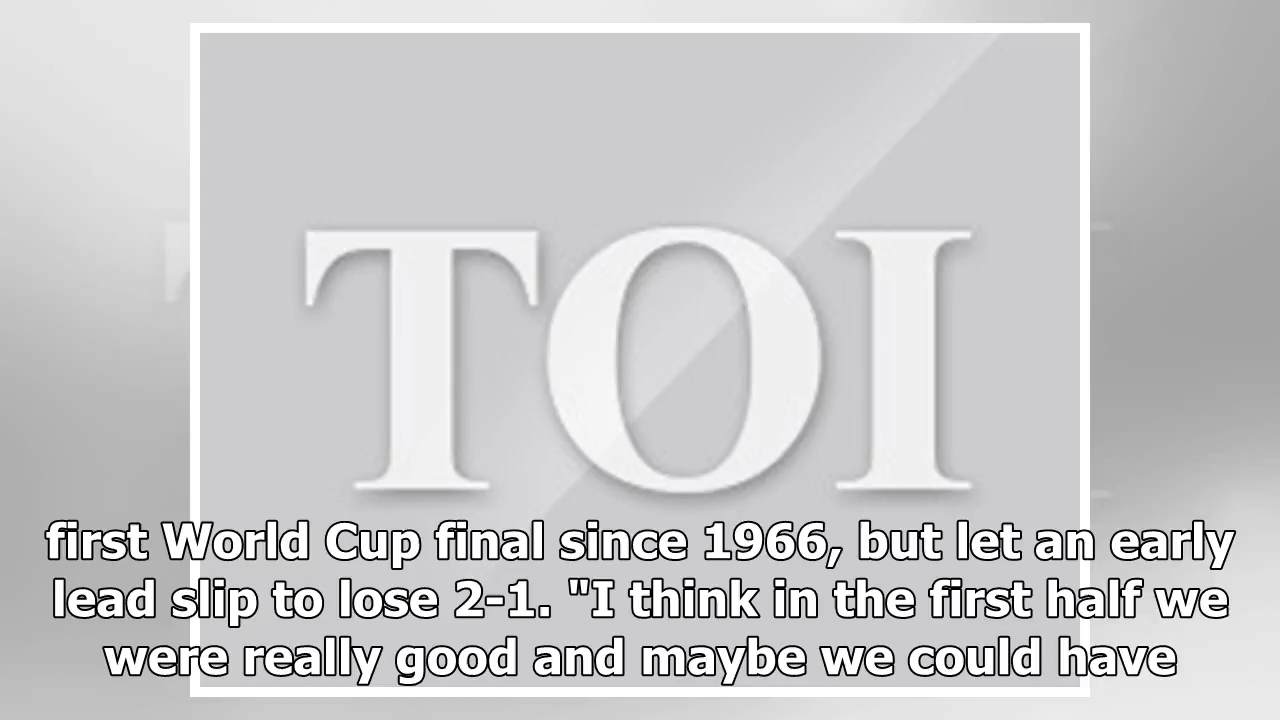 TOI
first World Cup final since 1966, but let an early
lead slip to lose 2-1. "I think in the first half we
were really good and maybe we could have